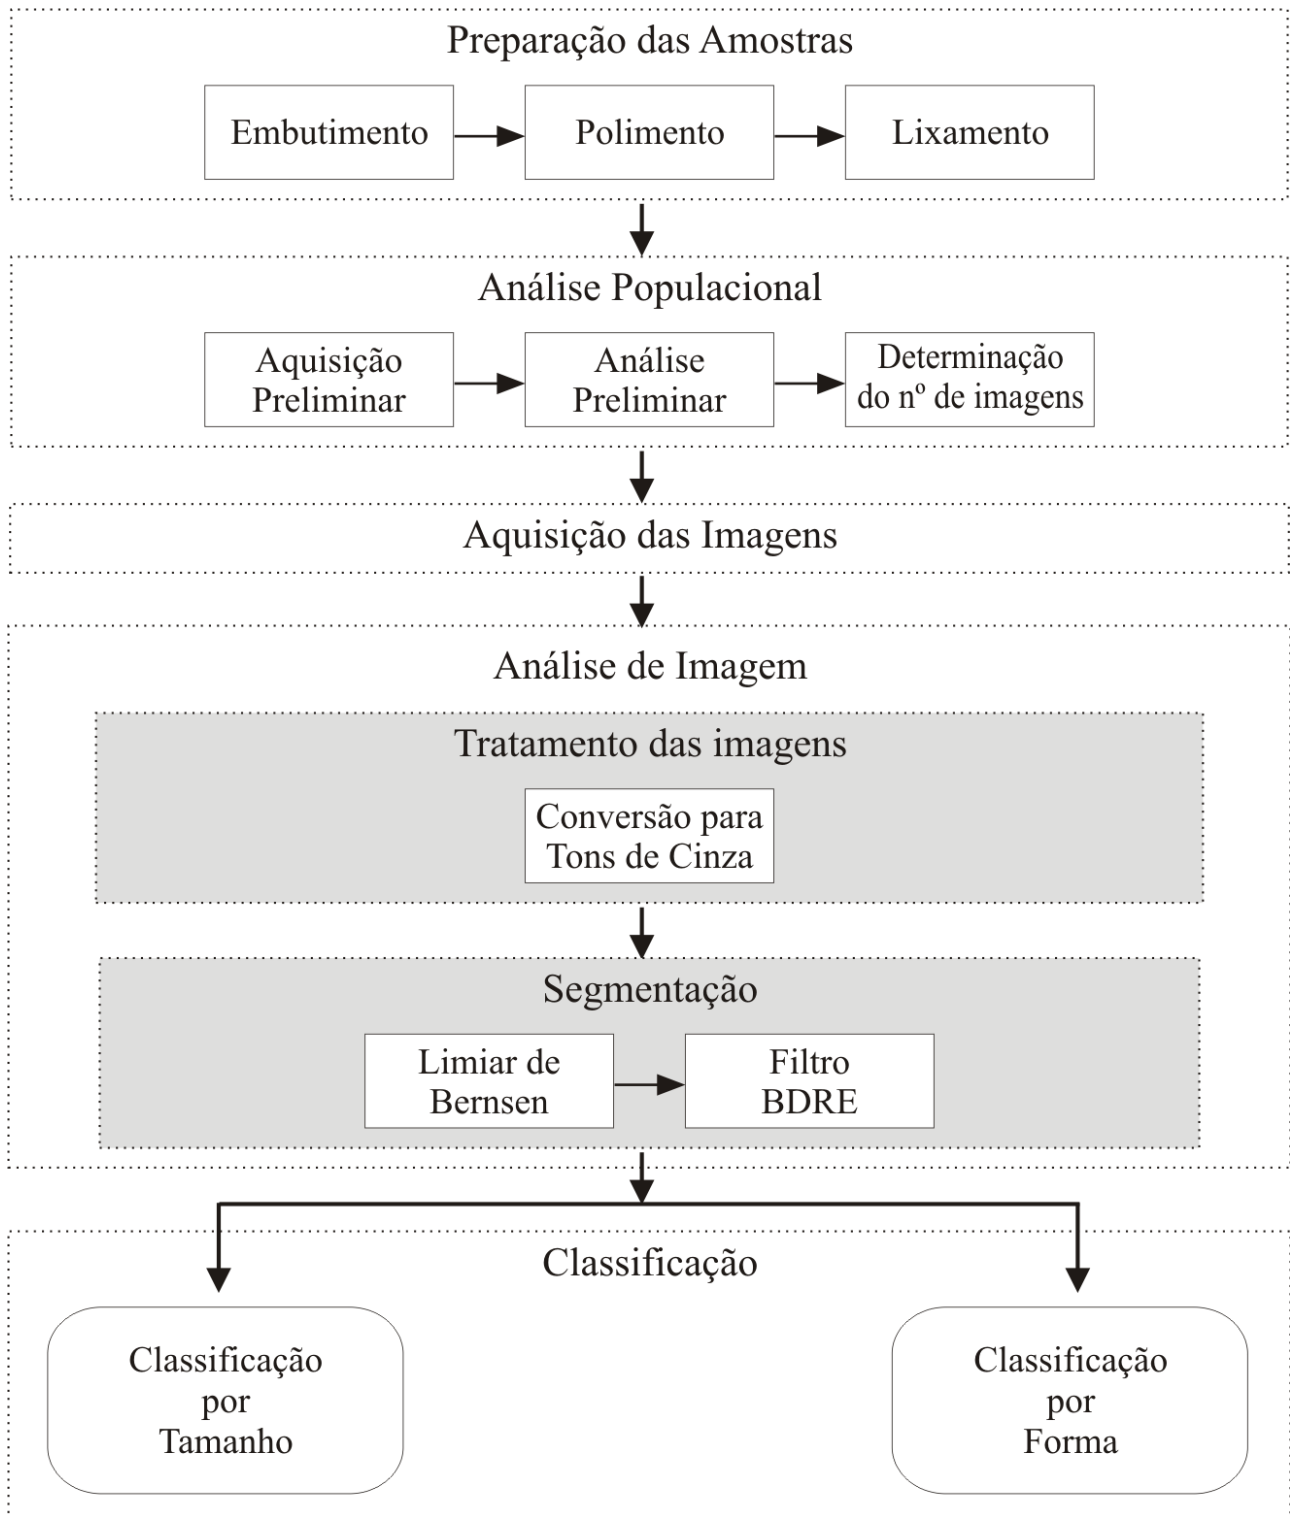 Preparação das Amostras
Embutimento
Polimento
Lixamento
Análise Populacional
Aquisição
Preliminar
Análise
Preliminar
Determinação
do nº de imagens
Aquisição das Imagens
Análise de Imagem
Tratamento das imagens
Conversão para
Tons de Cinza
Segmentação
Limiar de
Bernsen
Filtro
BDRE
Classificação
Classificação
por
Tamanho
Classificação
por
Forma